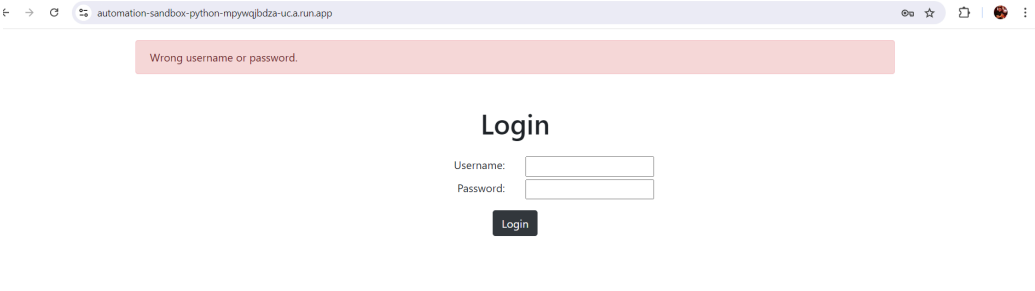 automation-sandbox-python-mpywqjbdza-uc.a.run.app
Wrong username or password.
Login
Username:
Password:
Login